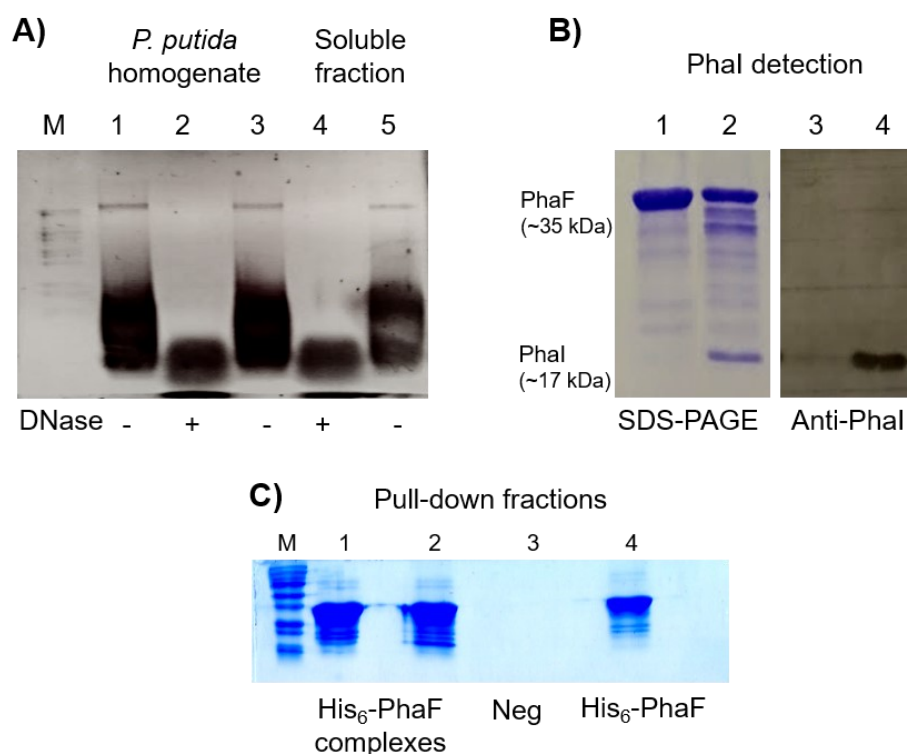 A)
P. putida
homogenate
Soluble
fraction
M 1 2 3 4 5
DNase - + - + -
B)
PhaI detection
1 2 3 4
PhaF
(~35 kDa)
PhaI
(~17 kDa)
SDS-PAGE Anti-PhaI
C)
Pull-down fractions
M 1 2 3 4
His₆-PhaF
complexes
Neg
His₆-PhaF